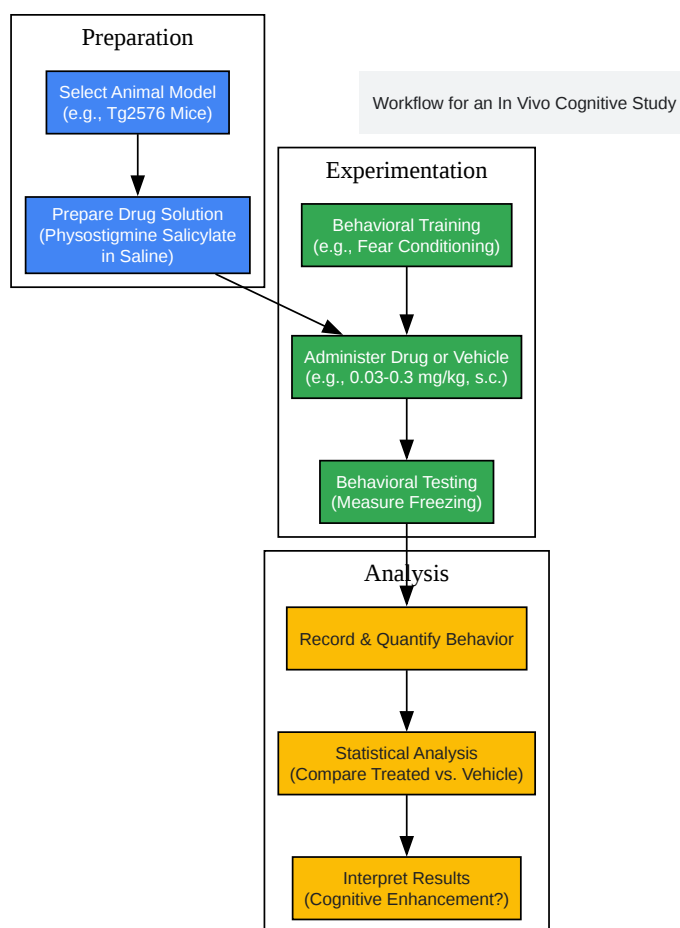 Preparation
Select Animal Model
(e.g., Tg2576 Mice)
Prepare Drug Solution
(Physostigmine Salicylate
in Saline)
Workflow for an In Vivo Cognitive Study
Experimentation
Behavioral Training
(e.g., Fear Conditioning)
Administer Drug or Vehicle
(e.g., 0.03-0.3 mg/kg, s.c.)
Behavioral Testing
(Measure Freezing)
Analysis
Record & Quantify Behavior
Statistical Analysis
(Compare Treated vs. Vehicle)
Interpret Results
(Cognitive Enhancement?)